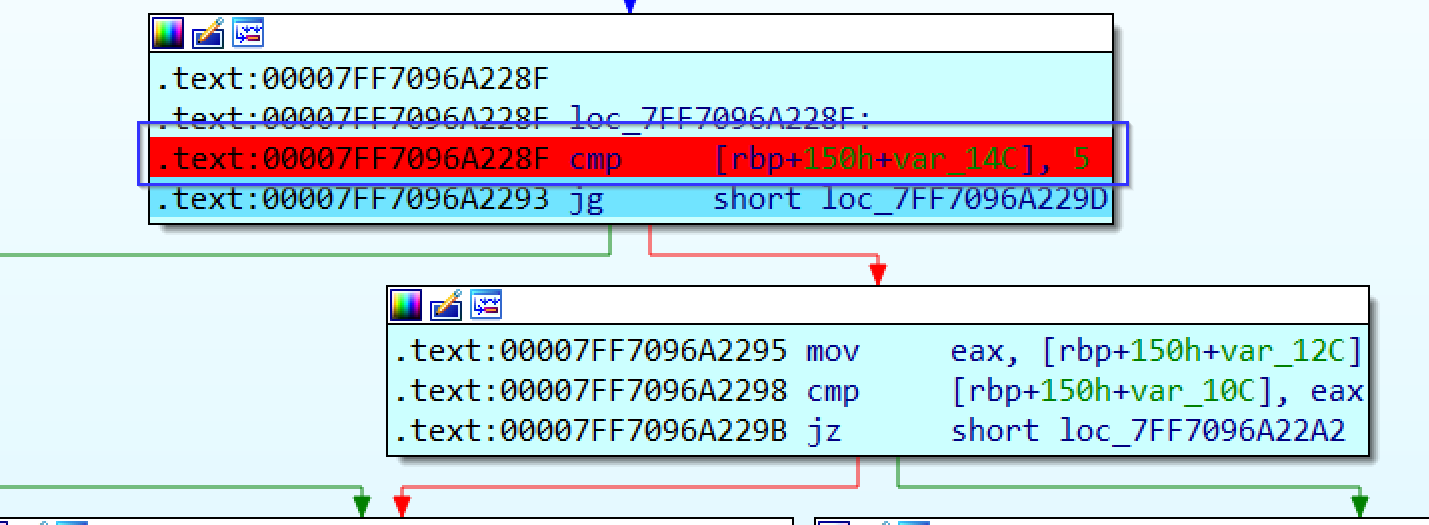 .text:00007FF7096A228F
.text:00007FF7096A228F loc_7FF7096A228F:
.text:00007FF7096A228F cmp [rbp+150h+var_14C], 5
.text:00007FF7096A2293 jg short loc_7FF7096A229D
.text:00007FF7096A2295 mov eax, [rbp+150h+var_12C]
.text:00007FF7096A2298 cmp [rbp+150h+var_10C], eax
.text:00007FF7096A229B jz short loc_7FF7096A22A2